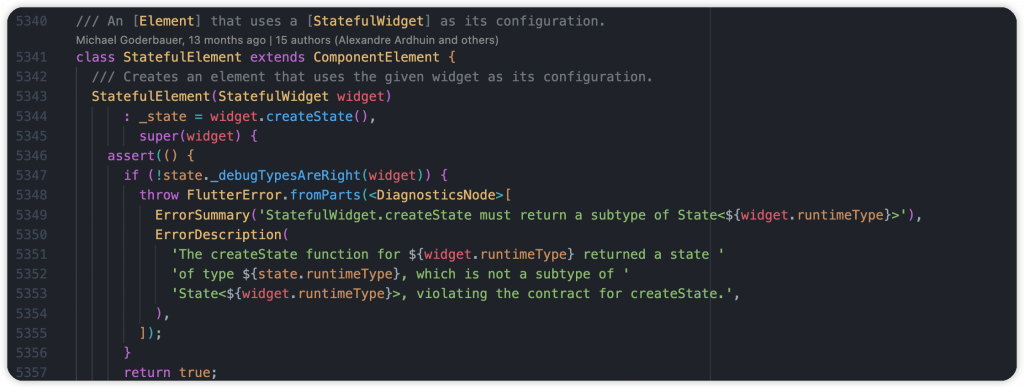 5340 /// An [Element] that uses a [StatefulWidget] as its configuration.
Michael Goderbauer, 13 months ago | 15 authors (Alexandre Ardhuin and others)
5341 class StatefulElement extends ComponentElement {
5342   /// Creates an element that uses the given widget as its configuration.
5343   StatefulElement(StatefulWidget widget)
5344       : _state = widget.createState(),
5345         super(widget) {
5346     assert(() {
5347       if (!state._debugTypesAreRight(widget)) {
5348         throw FlutterError.fromParts(<DiagnosticsNode>[
5349           ErrorSummary('StatefulWidget.createState must return a subtype of State<${widget.runtimeType}>'),
5350           ErrorDescription(
5351             'The createState function for ${widget.runtimeType} returned a state '
5352             'of type ${state.runtimeType}, which is not a subtype of '
5353             'State<${widget.runtimeType}>, violating the contract for createState.',
5354           ),
5355         ]);
5356       }
5357       return true;